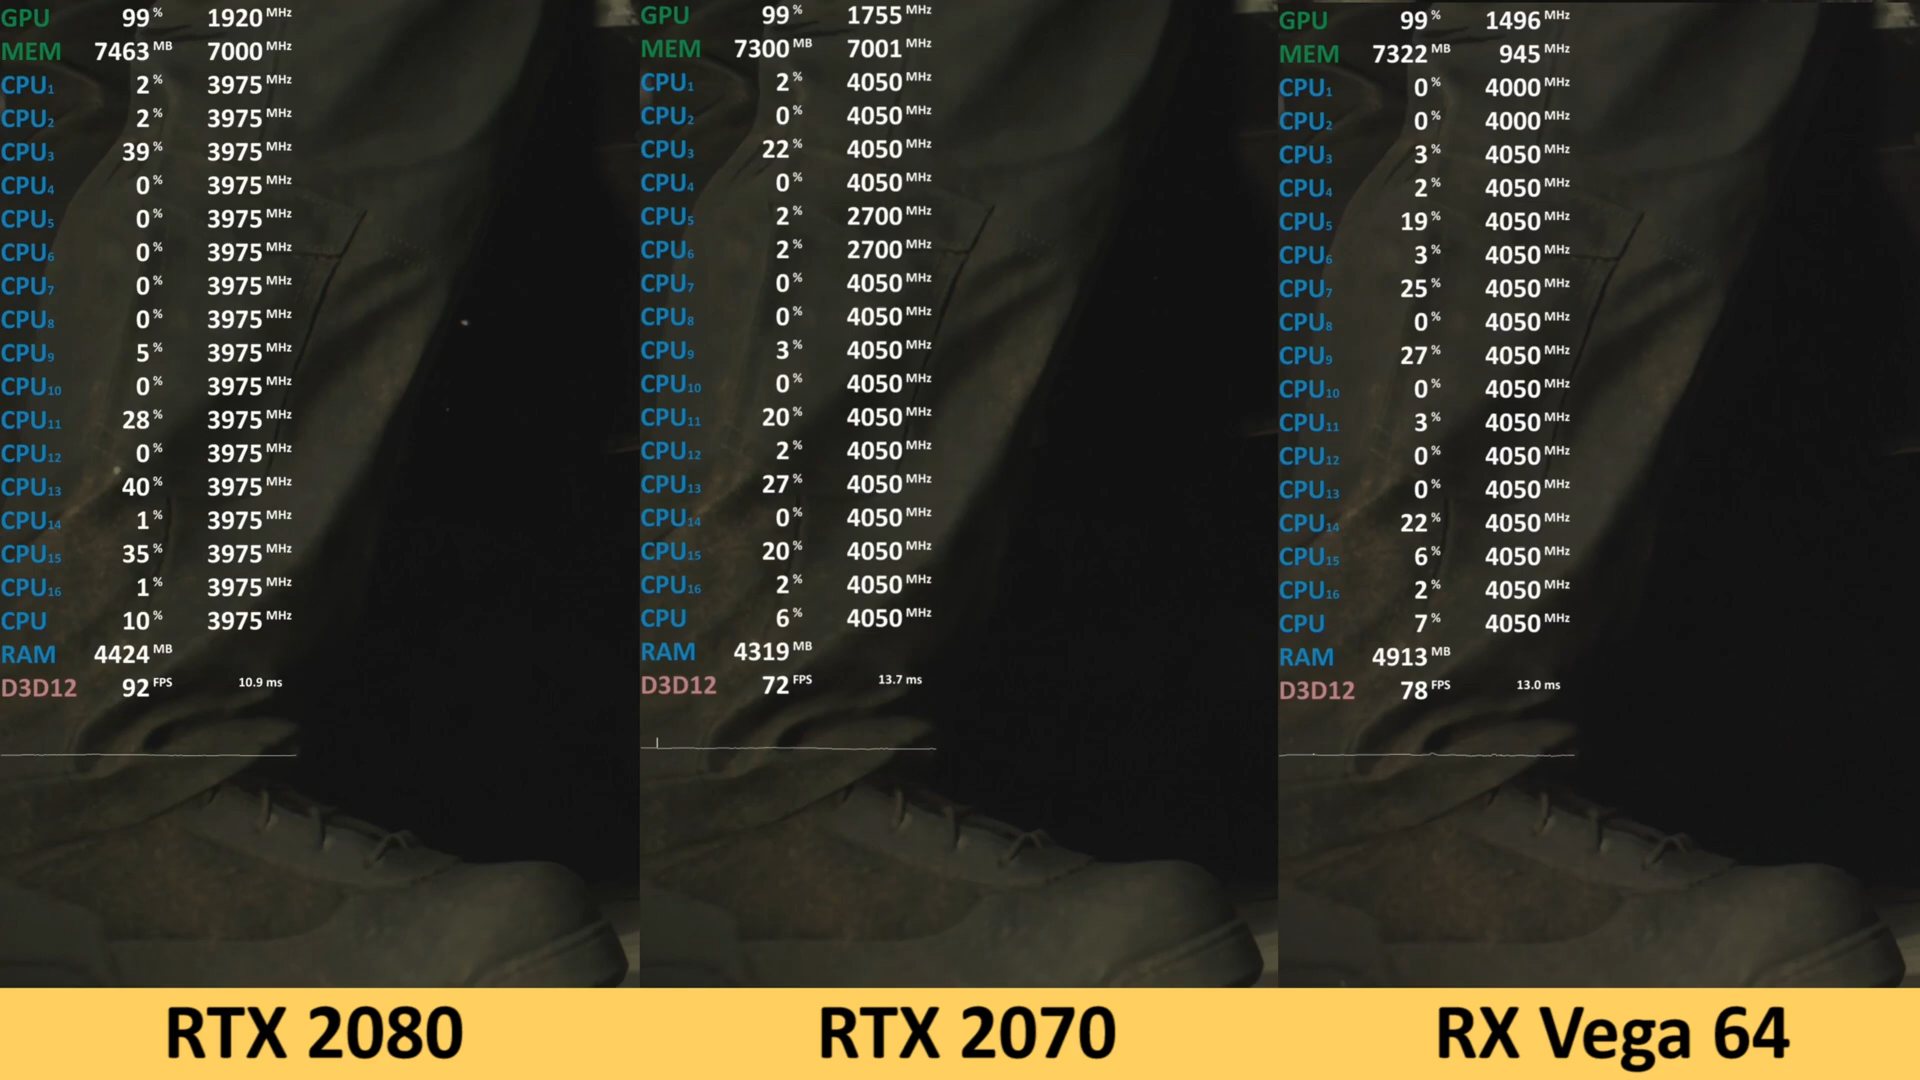 GPU 99 % 1920 MHz
MEM 7463 MB 7000 MHz
CPU1 2 % 3975 MHz
CPU2 2 % 3975 MHz
CPU3 39 % 3975 MHz
CPU4 0 % 3975 MHz
CPU5 0 % 3975 MHz
CPU6 0 % 3975 MHz
CPU7 0 % 3975 MHz
CPU8 0 % 3975 MHz
CPU9 5 % 3975 MHz
CPU10 0 % 3975 MHz
CPU11 28 % 3975 MHz
CPU12 0 % 3975 MHz
CPU13 40 % 3975 MHz
CPU14 1 % 3975 MHz
CPU15 35 % 3975 MHz
CPU16 1 % 3975 MHz
CPU 10 % 3975 MHz
RAM 4424 MB
D3D12 92 FPS 10.9 ms
RTX 2080
GPU 99 % 1755 MHz
MEM 7300 MB 7001 MHz
CPU1 2 % 4050 MHz
CPU2 0 % 4050 MHz
CPU3 22 % 4050 MHz
CPU4 0 % 4050 MHz
CPU5 2 % 2700 MHz
CPU6 2 % 2700 MHz
CPU7 0 % 4050 MHz
CPU8 0 % 4050 MHz
CPU9 3 % 4050 MHz
CPU10 0 % 4050 MHz
CPU11 20 % 4050 MHz
CPU12 2 % 4050 MHz
CPU13 27 % 4050 MHz
CPU14 0 % 4050 MHz
CPU15 20 % 4050 MHz
CPU16 2 % 4050 MHz
CPU 6 % 4050 MHz
RAM 4319 MB
D3D12 72 FPS 13.7 ms
RTX 2070
GPU 99 % 1496 MHz
MEM 7322 MB 945 MHz
CPU1 0 % 4000 MHz
CPU2 0 % 4000 MHz
CPU3 3 % 4050 MHz
CPU4 2 % 4050 MHz
CPU5 19 % 4050 MHz
CPU6 3 % 4050 MHz
CPU7 25 % 4050 MHz
CPU8 0 % 4050 MHz
CPU9 27 % 4050 MHz
CPU10 0 % 4050 MHz
CPU11 3 % 4050 MHz
CPU12 0 % 4050 MHz
CPU13 0 % 4050 MHz
CPU14 22 % 4050 MHz
CPU15 6 % 4050 MHz
CPU16 2 % 4050 MHz
CPU 7 % 4050 MHz
RAM 4913 MB
D3D12 78 FPS 13.0 ms
RX Vega 64